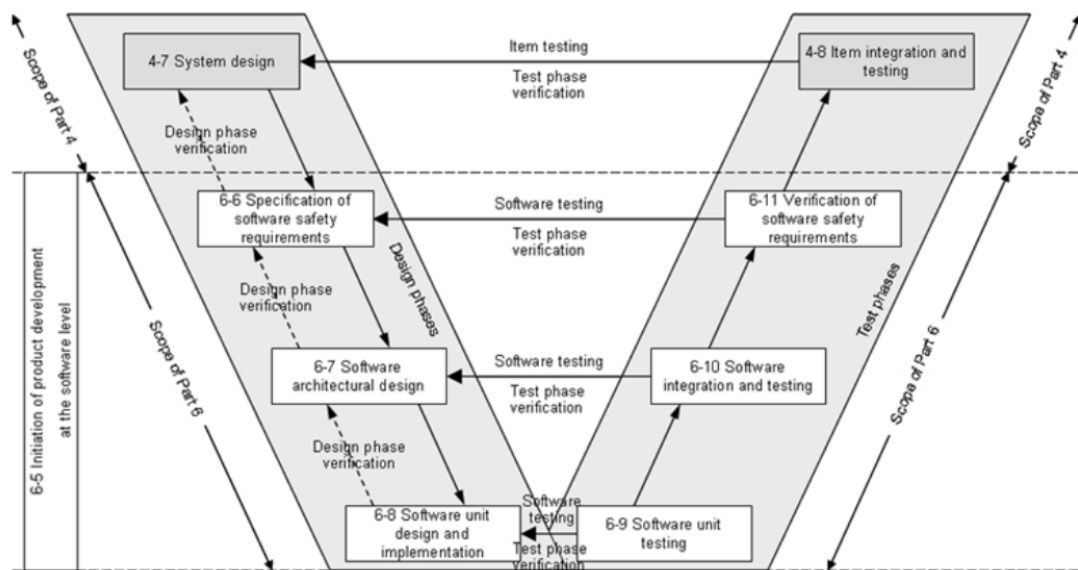 Scope of Part 4
4-7 System design
Item testing
Test phase
verification
4-8 Item integration and
testing
Scope of Part 4
Design phase
verification
6-5 Initiation of product development
at the software level
Scope of Part 6
6-6 Specification of
software safety
requirements
Software testing
Test phase
verification
6-11 Verification of
software safety
requirements
Design phase
verification
Design phases
Test phases
Scope of Part 6
6-7 Software
architectural design
Software testing
Test phase
verification
6-10 Software
integration and testing
Design phase
verification
6-8 Software unit
design and
implementation
Software
testing
Test phase
verification
6-9 Software unit
testing